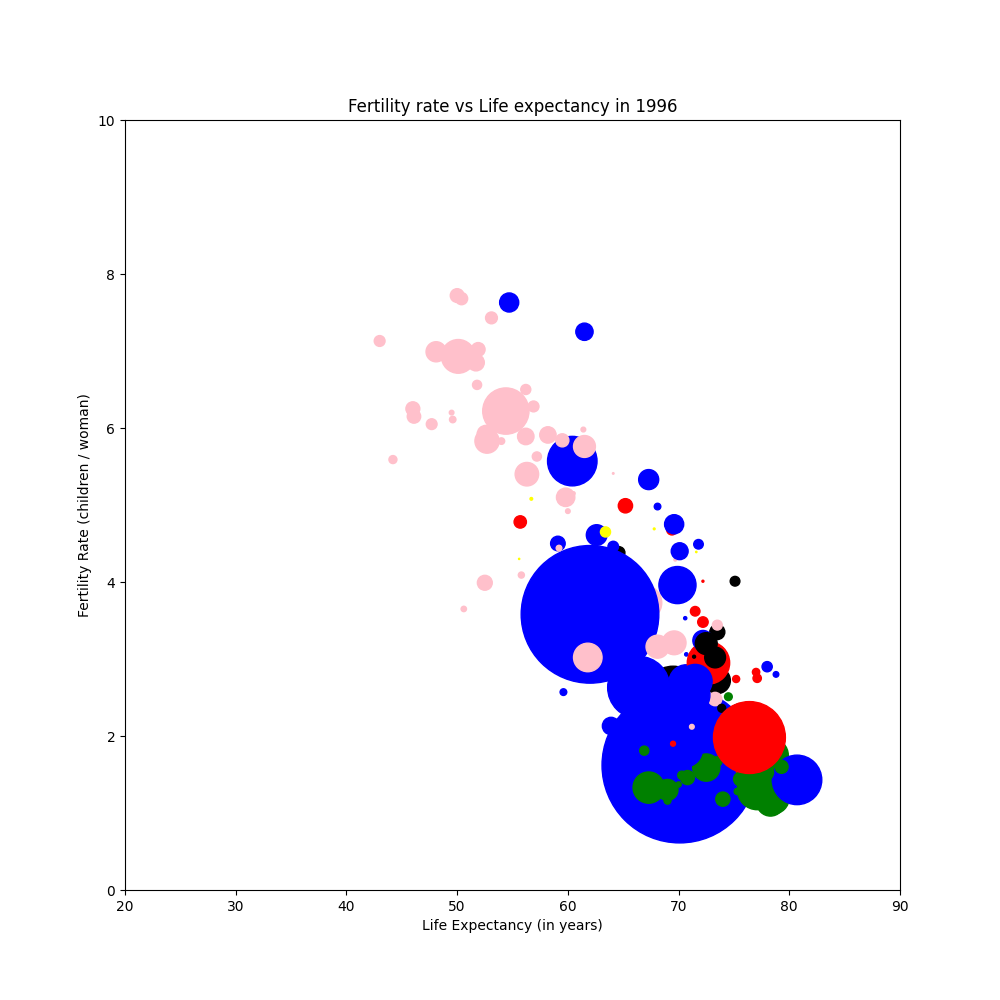 Fertility rate vs Life expectancy in 1996
10
8
6
4
2
0
Fertility Rate (children / woman)
20 30 40 50 60 70 80 90
Life Expectancy (in years)